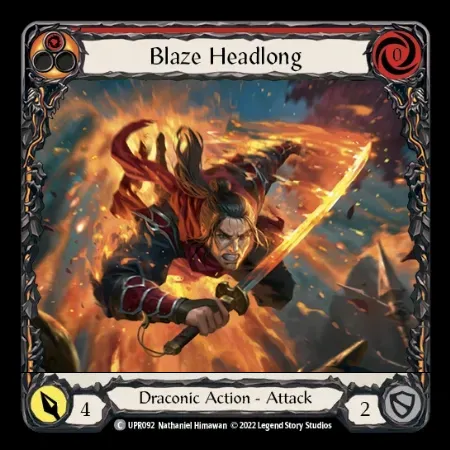 Blaze Headlong
0
4
Draconic Action - Attack
2
C UPR092 Nathaniel Himawan © 2022 Legend Story Studios